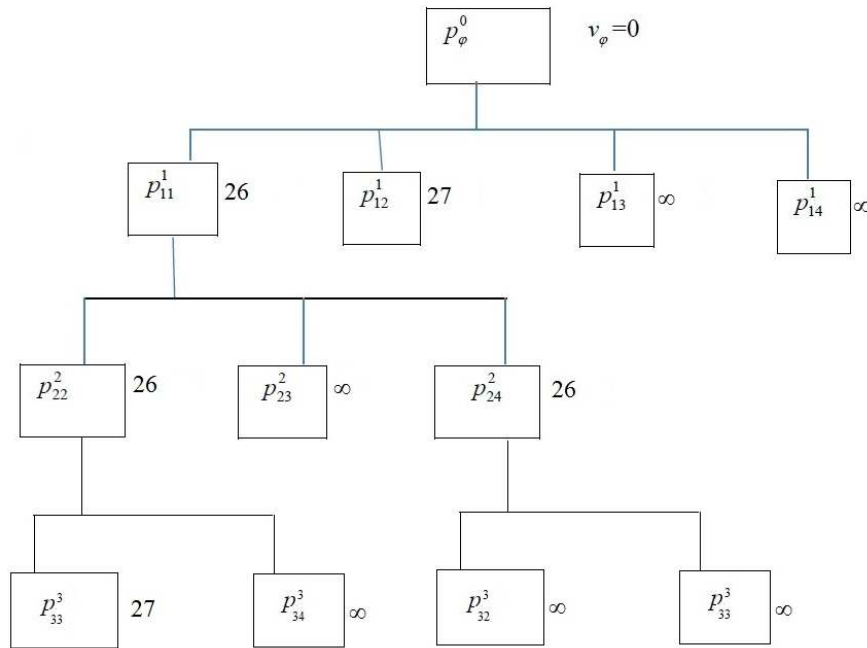 p_φ^0 v_φ=0
p_11^1 26 p_12^1 27 p_13^1 ∞ p_14^1 ∞
p_22^2 26 p_23^2 ∞ p_24^2 26
p_33^3 27 p_34^3 ∞ p_32^3 ∞ p_33^3 ∞